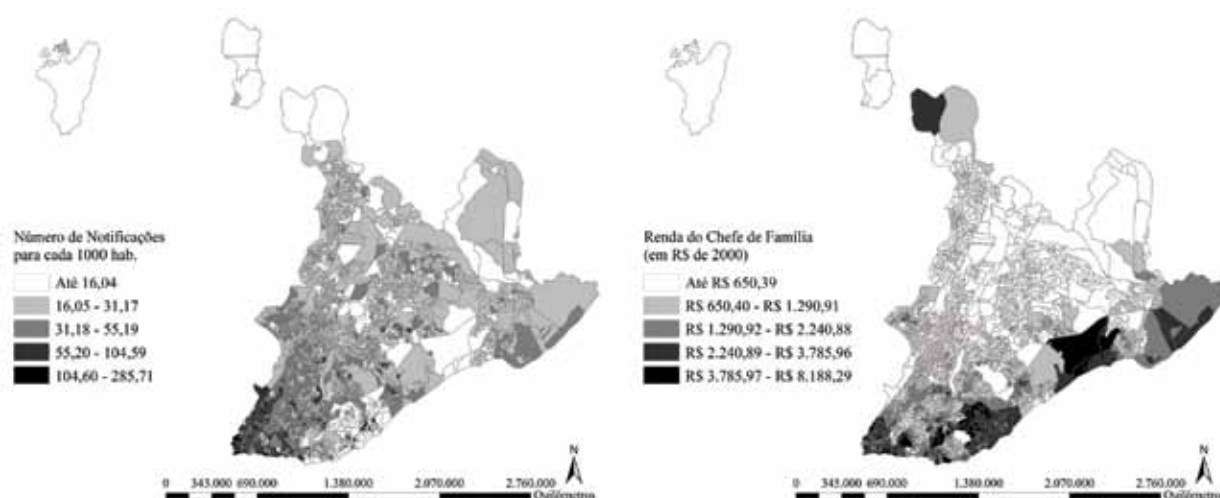 Número de Notificações
para cada 1000 hab.
Até 16,04
16,05 - 31,17
31,18 - 55,19
55,20 - 104,59
104,60 - 285,71
N
0 345.000 690.000 1.380.000 2.070.000 2.760.000
Quilômetros
Renda do Chefe de Família
(em R$ de 2000)
Até R$ 650,39
R$ 650,40 - R$ 1.290,91
R$ 1.290,92 - R$ 2.240,88
R$ 2.240,89 - R$ 3.785,96
R$ 3.785,97 - R$ 8.188,29
N
0 345.000 690.000 1.380.000 2.070.000 2.760.000
Quilômetros